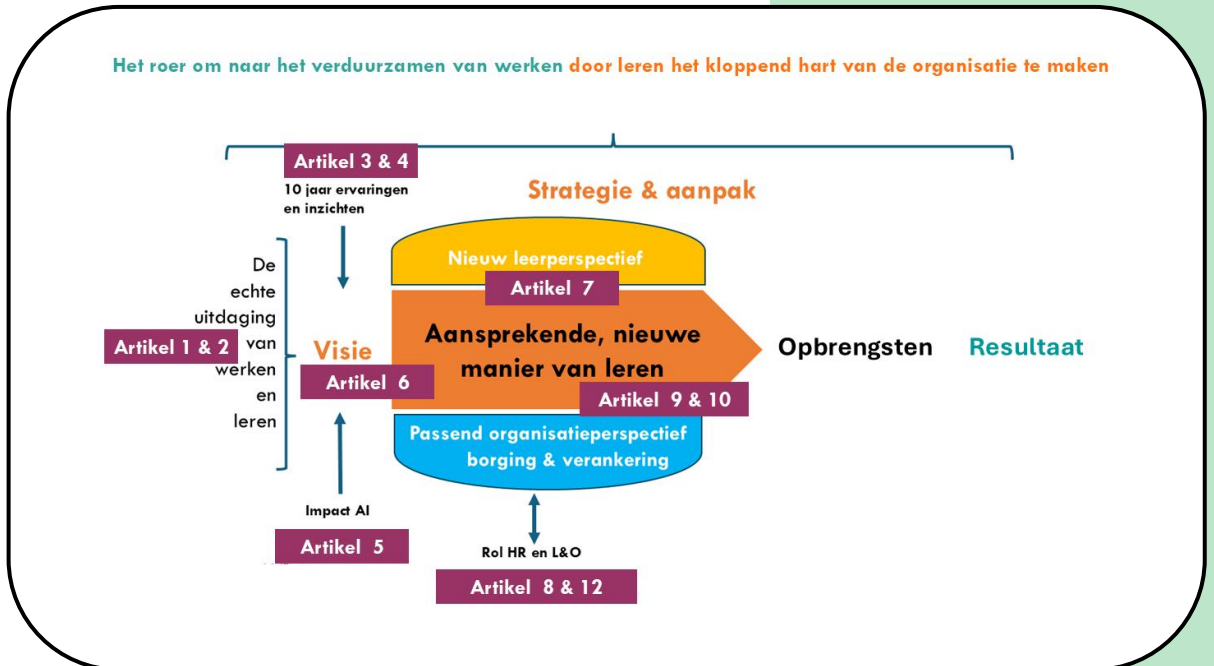 Het roer om naar het verduurzamen van werken door leren het kloppend hart van de organisatie te maken
Artikel 3 & 4
10 jaar ervaringen
en inzichten
Strategie & aanpak
De
echte
uitdaging
van
werken
en
leren
Artikel 1 & 2
Visie
Artikel 6
Nieuw leerperspectief
Artikel 7
Aansprekende, nieuwe
manier van leren
Artikel 9 & 10
Opbrengsten
Resultaat
Passend organisatieperspectief
borging & verankering
Impact AI
Artikel 5
Rol HR en L&O
Artikel 8 & 12